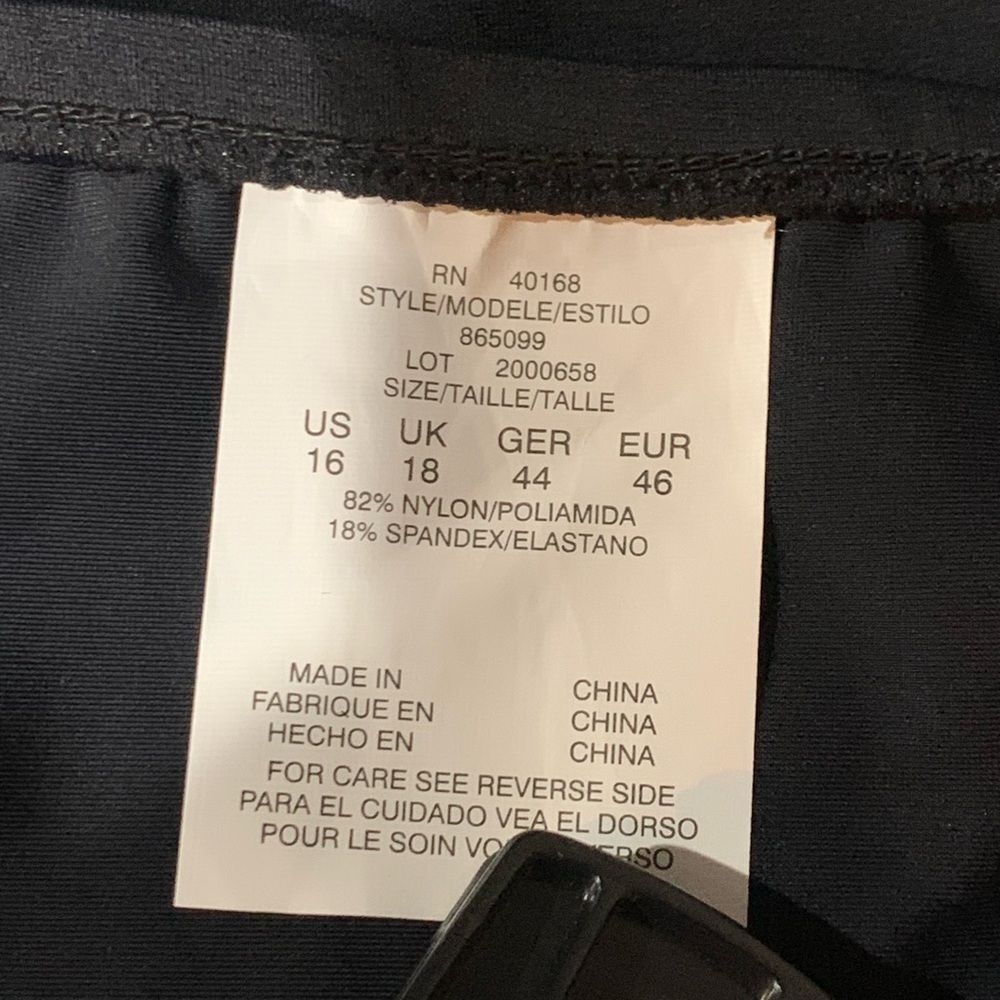 RN 40168
STYLE/MODELE/ESTILO
865099
LOT 2000658
SIZE/TAILLE/TALLE
US UK GER EUR
16 18 44 46
82% NYLON/POLIAMIDA
18% SPANDEX/ELASTANO
MADE IN CHINA
FABRIQUE EN CHINA
HECHO EN CHINA
FOR CARE SEE REVERSE SIDE
PARA EL CUIDADO VEA EL DORSO
POUR LE SOIN